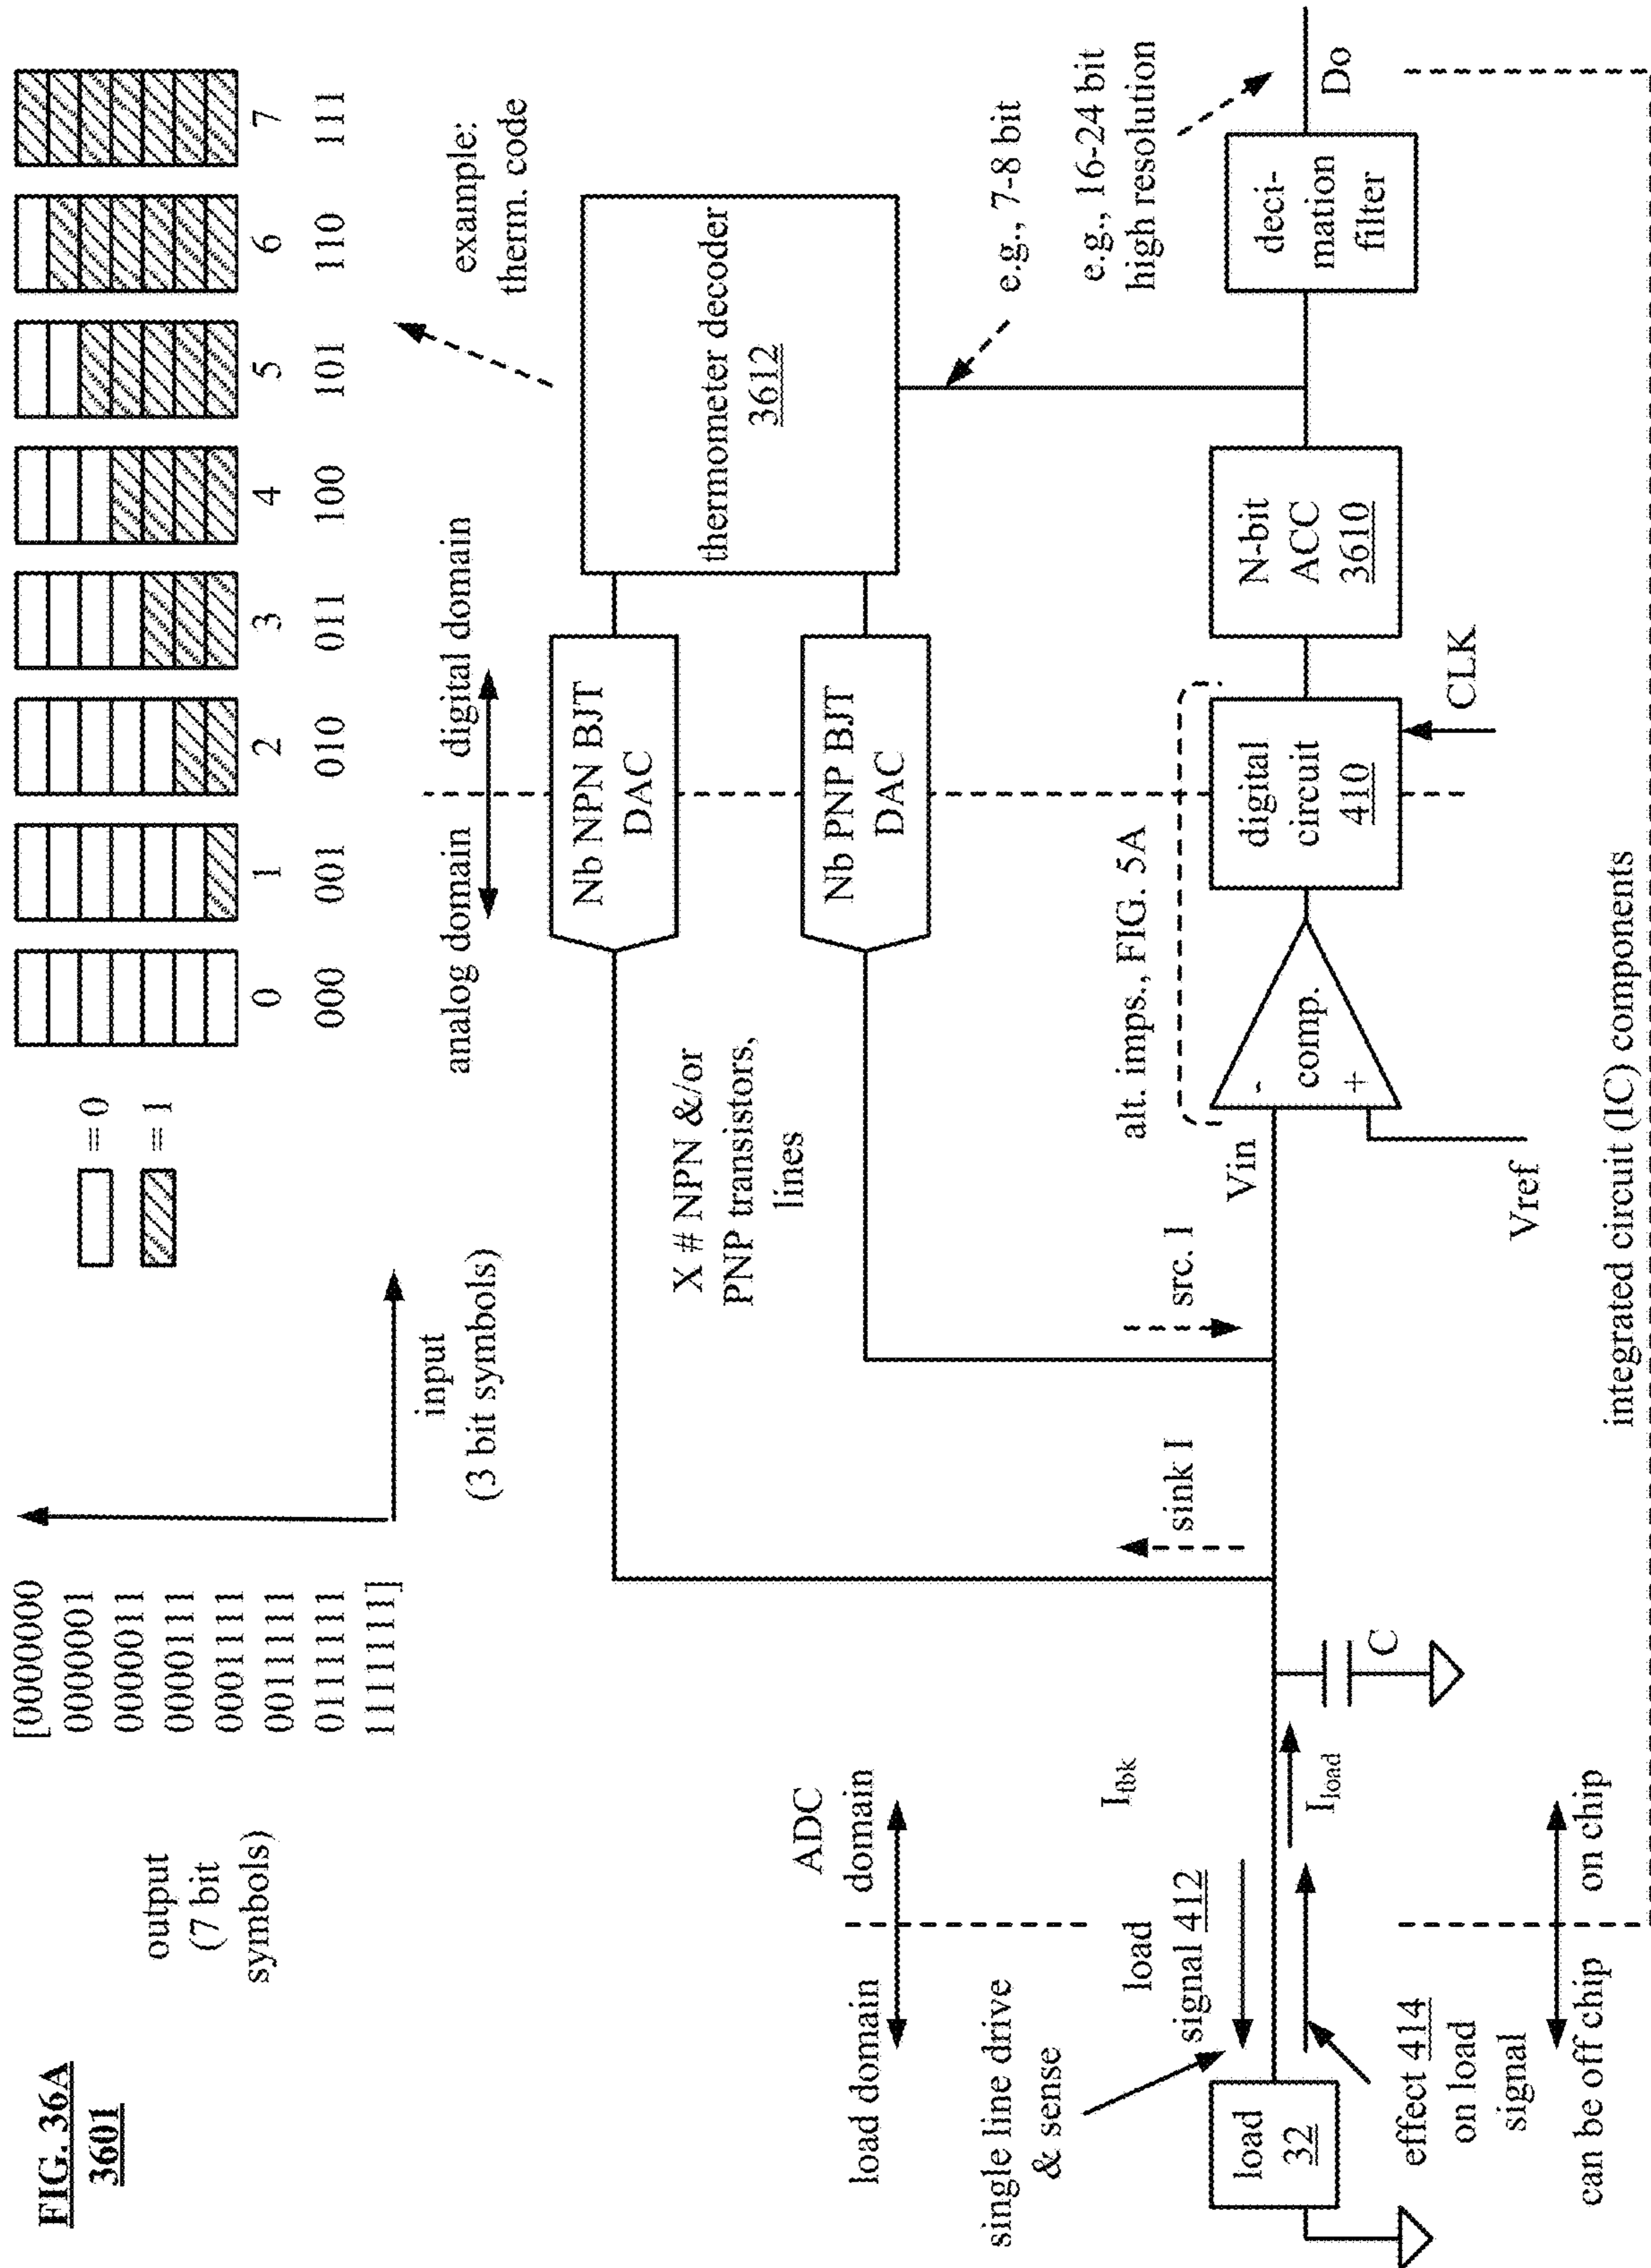 FIG. 36A
3601
output
(7 bit
symbols)
[0000000
0000001
0000011
0000111
0001111
0011111
0111111
1111111]
input
(3 bit symbols)
= 0
= 1
0 1 2 3 4 5 6 7
000 001 010 011 100 101 110 111
example:
therm. code
analog domain
digital domain
load domain
ADC
domain
X # NPN &/or
PNP transistors,
lines
Nb NPN BJT
DAC
Nb PNP BJT
DAC
thermometer decoder
3612
e.g., 7-8 bit
e.g., 16-24 bit
high resolution
single line drive
& sense
load
signal 412
Ifbk
sink I
src. I
alt. imps., FIG. 5A
load
32
Iload
C
Vin
-
comp.
+
Vref
digital
circuit
410
CLK
N-bit
ACC
3610
deci-
mation
filter
Do
effect 414
on load
signal
can be off chip
on chip
integrated circuit (IC) components